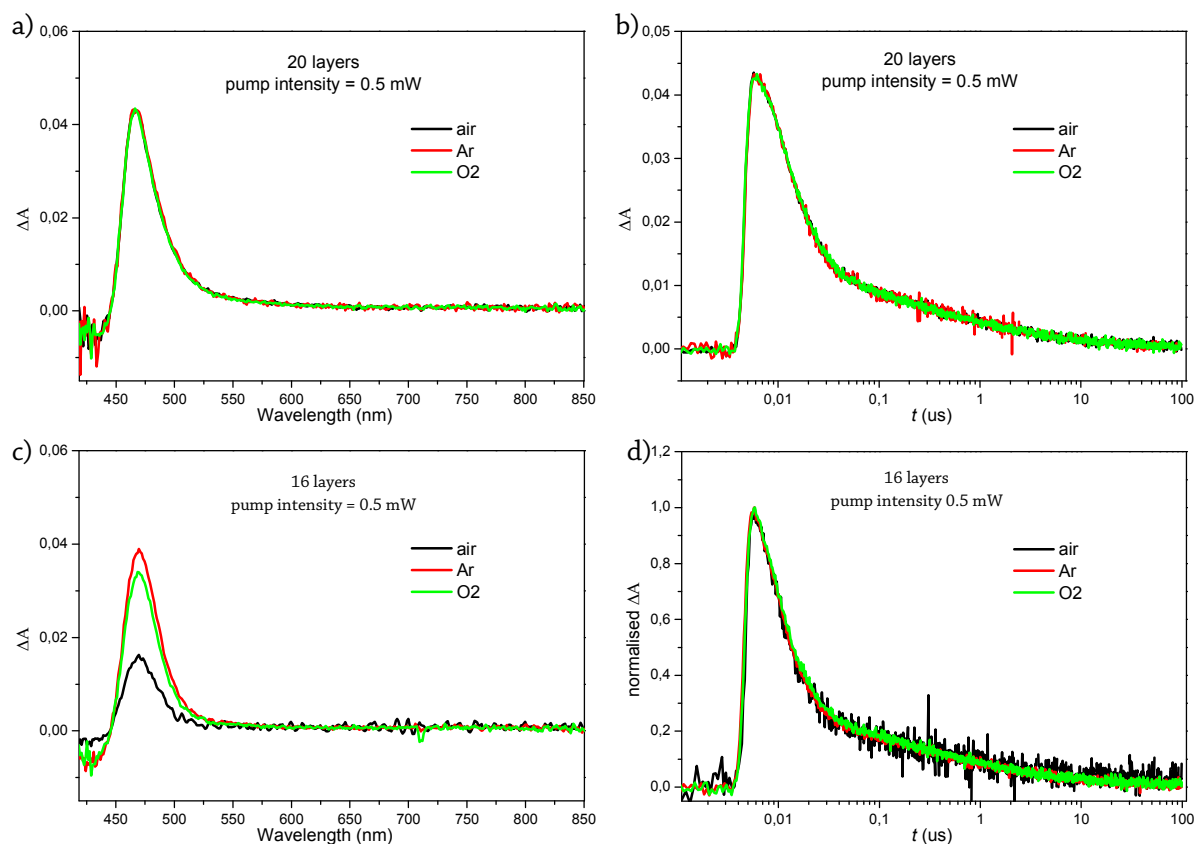 a)
0,06
0,04
0,02
0,00
ΔA
20 layers
pump intensity = 0.5 mW
air
Ar
O2
450 500 550 600 650 700 750 800 850
Wavelength (nm)
b)
0,05
0,04
0,03
0,02
0,01
0,00
ΔA
20 layers
pump intensity = 0.5 mW
air
Ar
O2
0,01 0,1 1 10 100
t (us)
c)
0,06
0,04
0,02
0,00
ΔA
16 layers
pump intensity = 0.5 mW
air
Ar
O2
450 500 550 600 650 700 750 800 850
Wavelength (nm)
d)
1,2
1,0
0,8
0,6
0,4
0,2
0,0
normalised ΔA
16 layers
pump intensity 0.5 mW
air
Ar
O2
0,01 0,1 1 10 100
t (us)